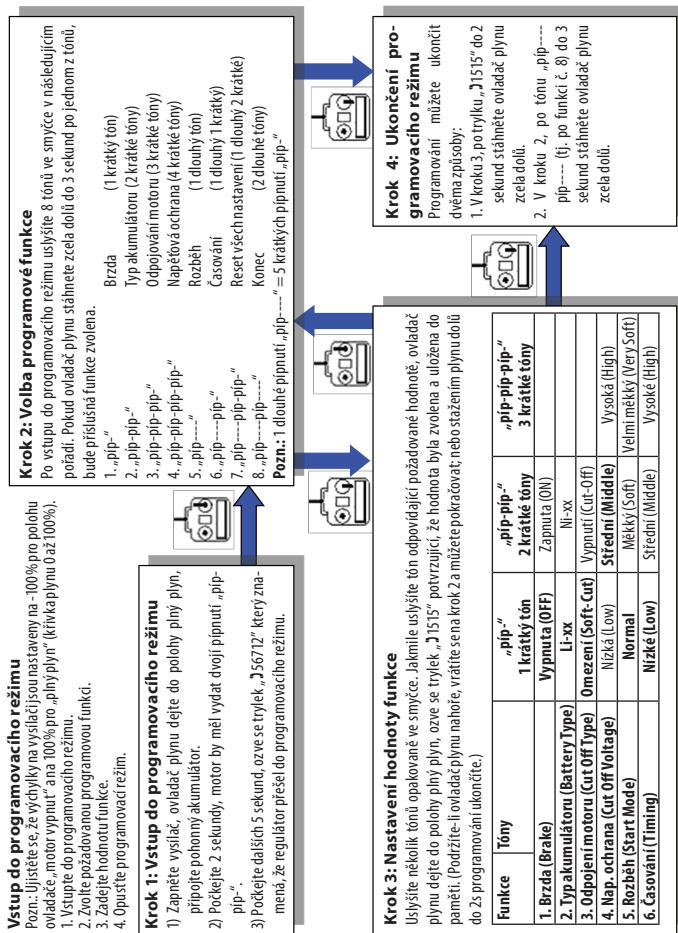 Vstup do programovacího režimu
Pozn.: Ujistěte se, že výchylky na vysílači jsou nastaveny na -100% pro polohu
ovladače „motor vypnut" a na 100% pro „plný plyn" (křivka plynu 0 až 100%).
1. Vstupte do programovacího režimu.
2. Zvolte požadovanou programovou funkci.
3. Zadejte hodnotu funkce.
4. Opusťte programovací režim.
Krok 1: Vstup do programovacího režimu
1) Zapněte vysílač, ovladač plynu dejte do polohy plný plyn,
připojte pohonný akumulátor.
2) Počkejte 2 sekundy, motor by měl vydat dvojí pípnutí „píp-
píp-".
3) Počkejte dalších 5 sekund, ozve se trylek „♪56712" který zna-
mená, že regulátor přešel do programovacího režimu.
Krok 2: Volba programové funkce
Po vstupu do programovacího režimu uslyšíte 8 tónů ve smyčce v následujícím
pořadí. Pokud ovladač plynu stáhnete zcela dolů do 3 sekund po jednom z tónů,
bude příslušná funkce zvolena.
1. „píp-" Brzda (1 krátký tón)
2. „píp-píp-" Typ akumulátoru (2 krátké tóny)
3. „píp-píp-píp-" Odpojování motoru (3 krátké tóny)
4. „píp-píp-píp-píp-" Napěťová ochrana (4 krátké tóny)
5. „píp----" Rozběh (1 dlouhý tón)
6. „píp----píp-" Časování (1 dlouhý 1 krátký)
7. „píp----píp-píp-" Reset všech nastavení (1 dlouhý 2 krátké)
8. „píp----píp----" Konec (2 dlouhé tóny)
Pozn.: 1 dlouhé pípnutí „píp----" = 5 krátkých pípnutí „píp-"
Krok 3: Nastavení hodnoty funkce
Uslyšíte několik tónů opakovaně ve smyčce. Jakmile uslyšíte tón odpovídající požadované hodnotě, ovladač
plynu dejte do polohy plný plyn, ozve se trylek „♪1515" potvrzující, že hodnota byla zvolena a uložena do
paměti. (Podržíte-li ovladač plynu nahoře, vrátíte se na krok 2 a můžete pokračovat; nebo stažením plynu dolů
do 2s programování ukončíte.)
Funkce Tóny „píp-" „píp-píp-" „píp-píp-píp-"
1 krátký tón 2 krátké tóny 3 krátké tóny
1. Brzda (Brake) Vypnuta (OFF) Zapnuta (ON)
2. Typ akumulátoru (Battery Type) Li-xx Ni-xx
3. Odpojení motoru (Cut Off Type) Omezení (Soft-Cut) Vypnutí (Cut-Off)
4. Nap. ochrana (Cut Off Voltage) Nízká (Low) Střední (Middle) Vysoká (High)
5. Rozběh (Start Mode) Normal Měkký (Soft) Velmi měkký (Very Soft)
6. Časování (Timing) Nízké (Low) Střední (Middle) Vysoké (High)
Krok 4: Ukončení pro-
gramovacího režimu
Programování můžete ukončit
dvěma způsoby:
1. V kroku 3, po trylku „♪1515" do 2
sekund stáhněte ovladač plynu
zcela dolů.
2. V kroku 2, po tónu „píp----
píp---- (tj. po funkci č. 8) do 3
sekund stáhněte ovladač plynu
zcela dolů.